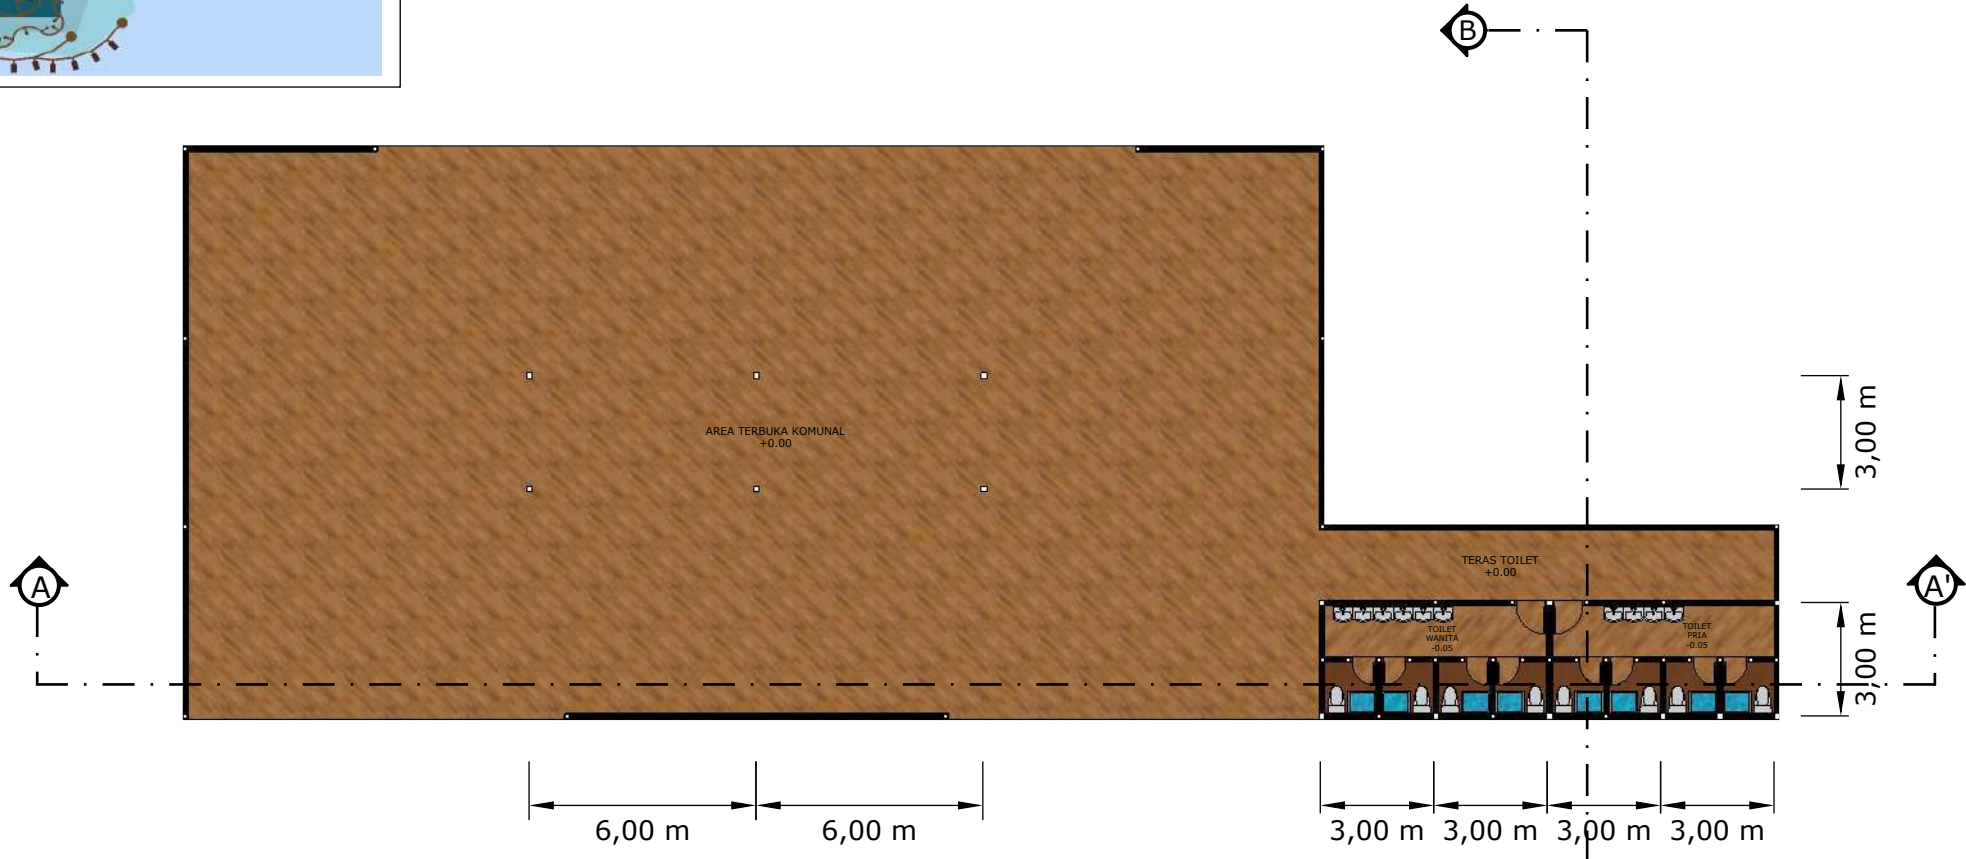 B
AREA TERBUKA KOMUNAL
+0.00
3,00 m
A
TERAS TOILET
+0.00
A'
TOILET
WANITA
-0.05
TOILET
PRIA
-0.05
3,00 m
6,00 m
6,00 m
3,00 m
3,00 m
3,00 m
3,00 m